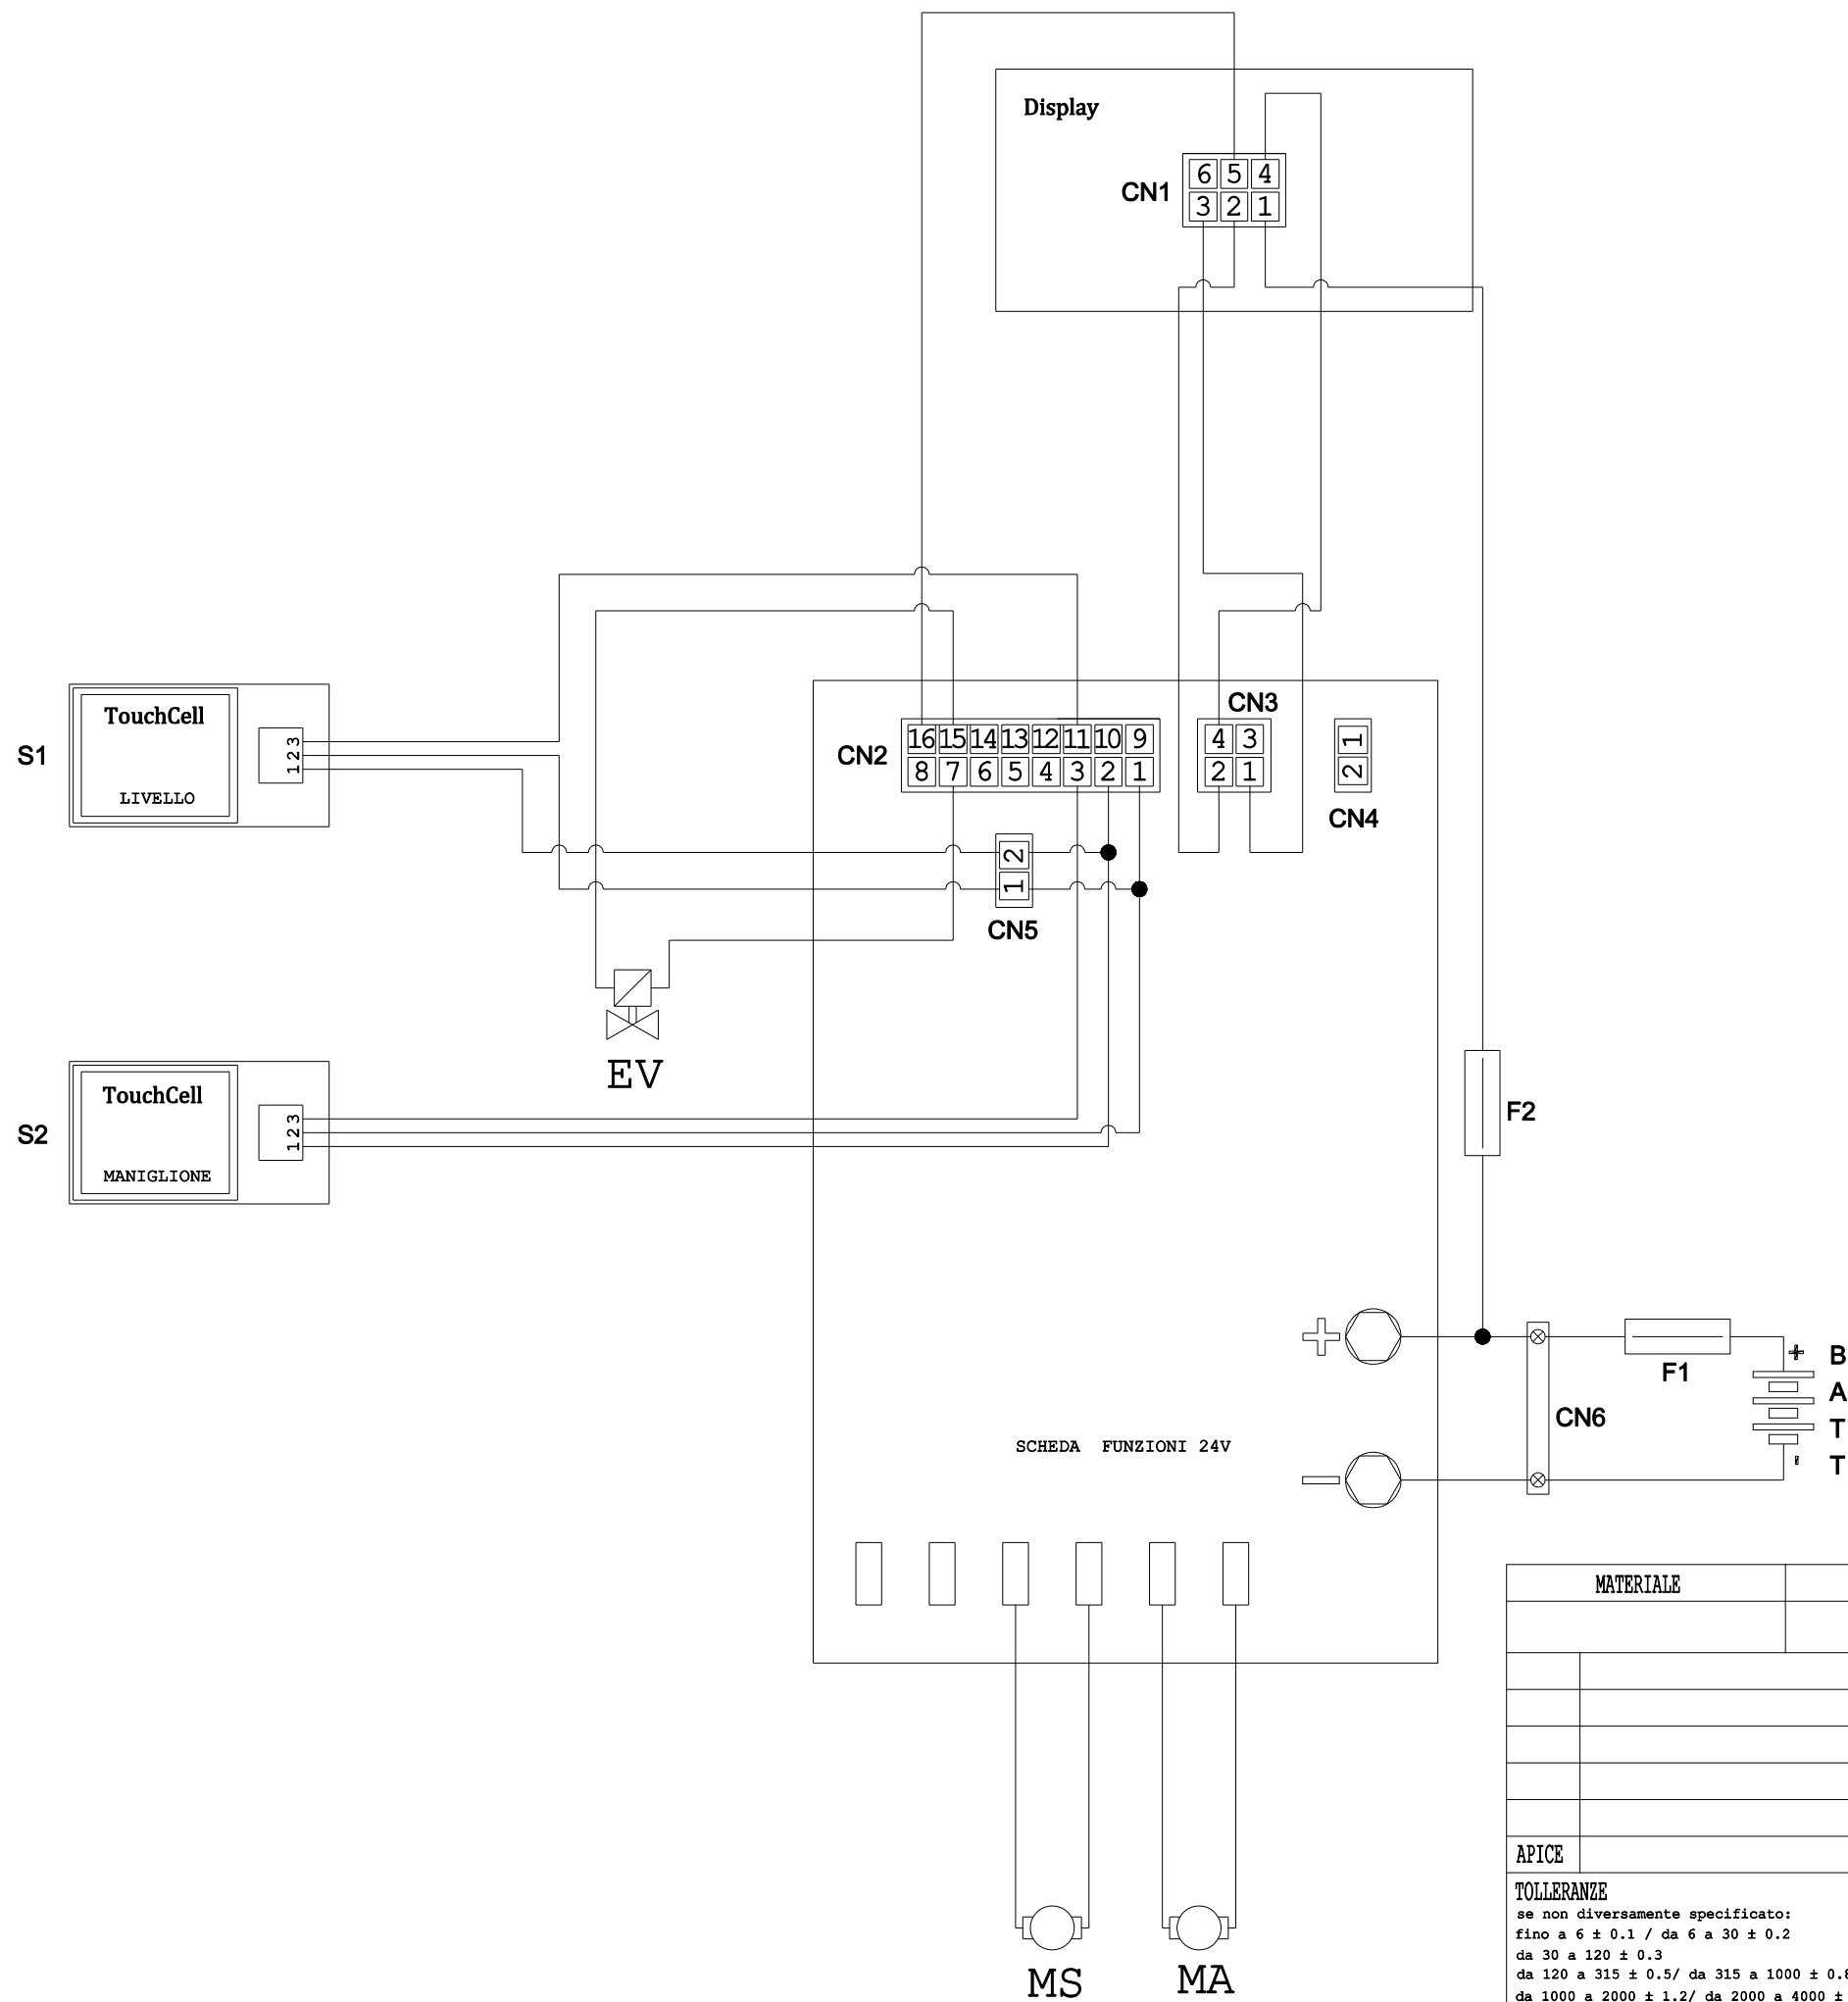 Display
CN1
6 5 4
3 2 1
TouchCell
LIVELLO
S1
1 2 3
CN2
16 15 14 13 12 11 10 9
8 7 6 5 4 3 2 1
CN3
4 3
2 1
1
2
CN4
2
1
CN5
EV
TouchCell
MANIGLIONE
S2
1 2 3
F2
+
F1
+
B
A
T
T
-
CN6
SCHEDA FUNZIONI 24V
MATERIALE
APICE
TOLLERANZE
se non diversamente specificato:
fino a 6 ± 0.1 / da 6 a 30 ± 0.2
da 30 a 120 ± 0.3
da 120 a 315 ± 0.5/ da 315 a 1000 ± 0.8
da 1000 a 2000 ± 1.2/ da 2000 a 4000 ±
MS
MA